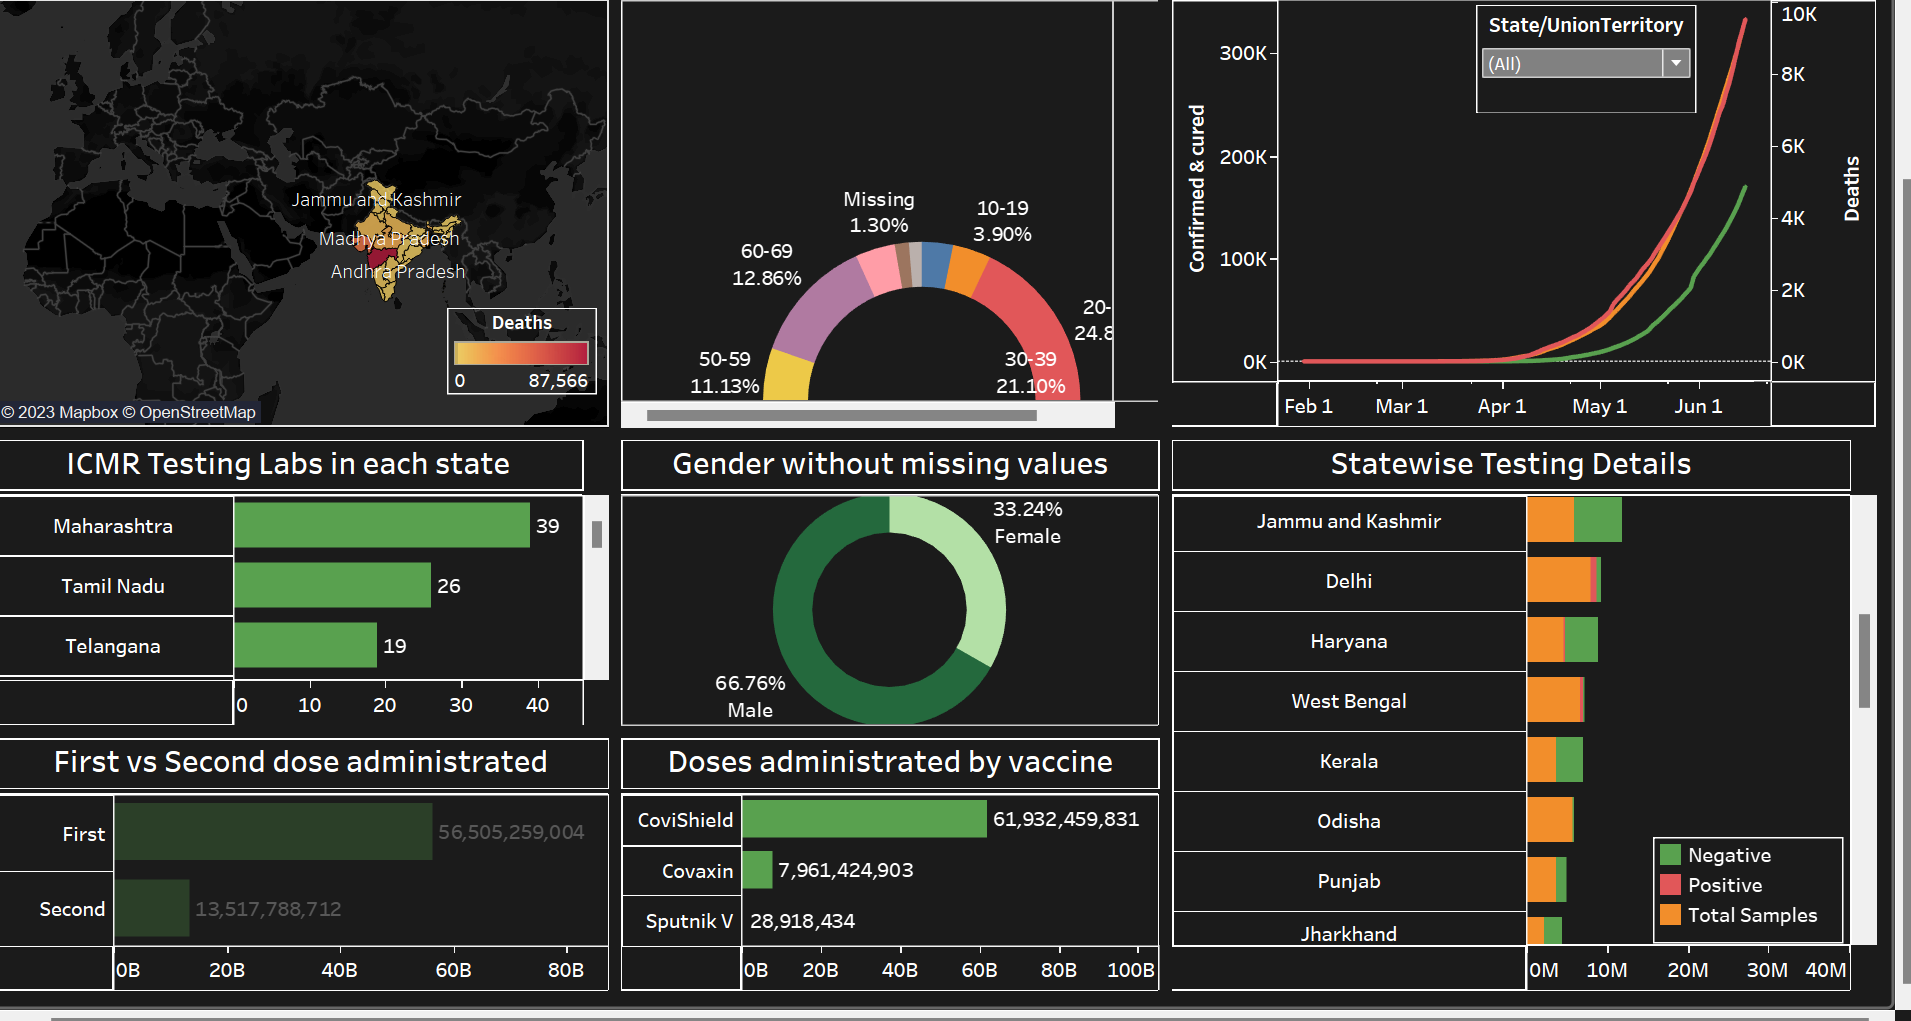 Jammu and Kashmir
Madhya Pradesh
Andhra Pradesh
Deaths
0 87,566
© 2023 Mapbox © OpenStreetMap
Missing
1.30%
10-19
3.90%
60-69
12.86%
20-
24.8
50-59
11.13%
30-39
21.10%
State/UnionTerritory
(All)
Confirmed & cured
300K
200K
100K
0K
10K
8K
6K
4K
2K
0K
Deaths
Feb 1 Mar 1 Apr 1 May 1 Jun 1
ICMR Testing Labs in each state
Maharashtra 39
Tamil Nadu 26
Telangana 19
0 10 20 30 40
Gender without missing values
33.24%
Female
66.76%
Male
Statewise Testing Details
Jammu and Kashmir
Delhi
Haryana
West Bengal
Kerala
Odisha
Punjab
Jharkhand
Negative
Positive
Total Samples
0M 10M 20M 30M 40M
First vs Second dose administrated
First 56,505,259,004
Second 13,517,788,712
0B 20B 40B 60B 80B
Doses administrated by vaccine
CoviShield 61,932,459,831
Covaxin 7,961,424,903
Sputnik V 28,918,434
0B 20B 40B 60B 80B 100B